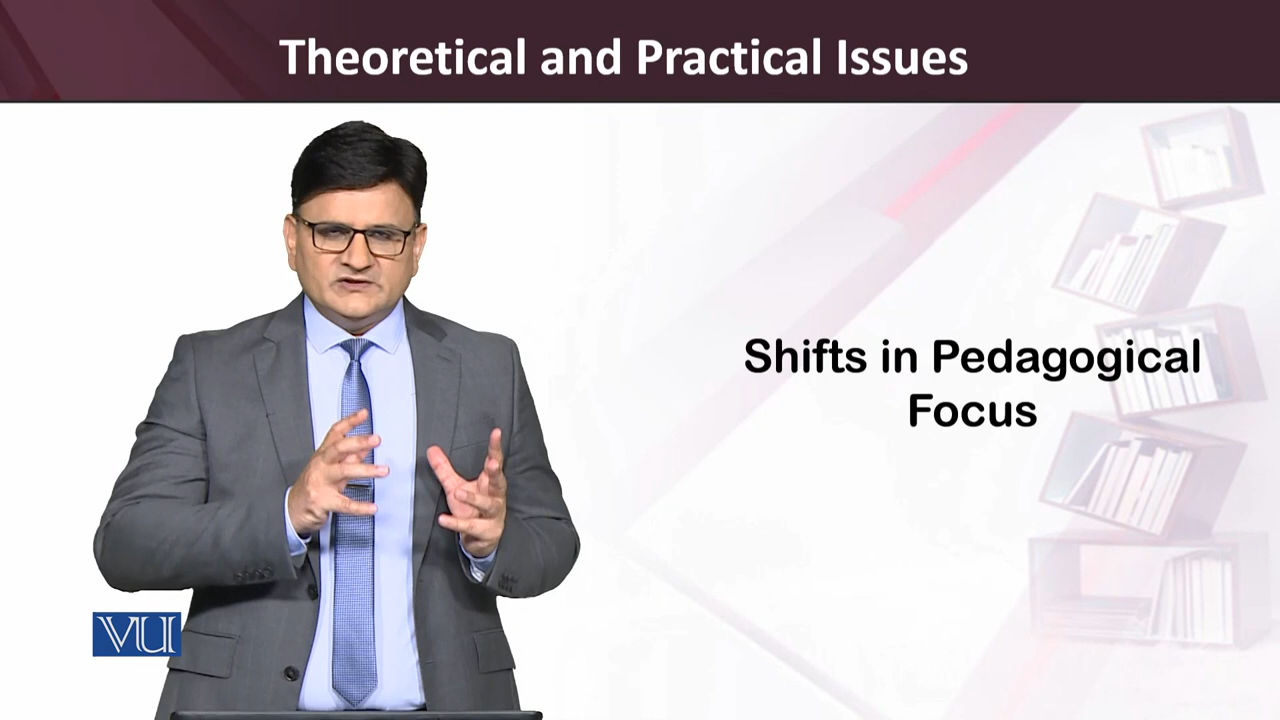 Theoretical and Practical Issues
Shifts in Pedagogical
Focus
VU